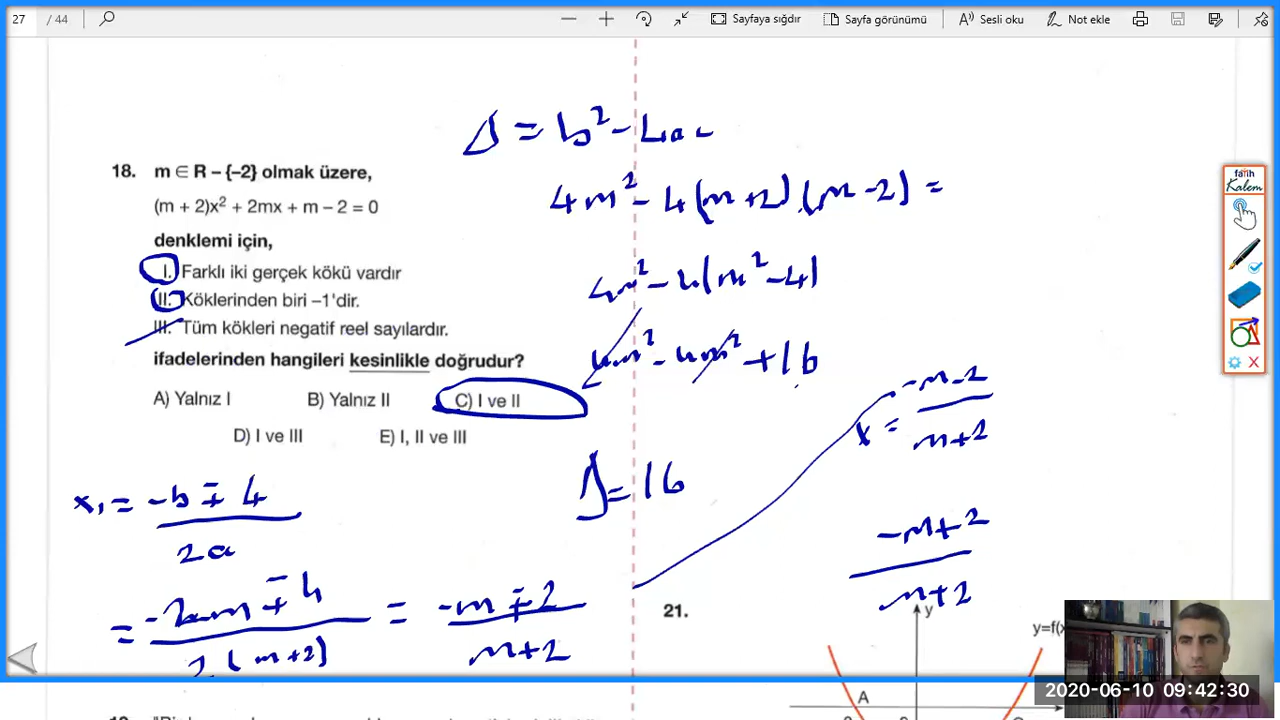 27 / 44 Sayfaya sığdır Sayfa görünümü Sesli oku Not ekle
fatih Kalem
Δ = b² - 4ac
4m² - 4(m+2).(m-2) =
4m² - 4(m² - 4)
4m² - 4m² + 16
Δ = 16
18. m ∈ R – {–2} olmak üzere,
(m + 2)x² + 2mx + m – 2 = 0
denklemi için,
I. Farklı iki gerçek kökü vardır
II. Köklerinden biri –1'dir.
III. Tüm kökleri negatif reel sayılardır.
ifadelerinden hangileri kesinlikle doğrudur?
A) Yalnız I B) Yalnız II C) I ve II
D) I ve III E) I, II ve III
x₁ = -b ∓ 4
2a
= -2m ∓ 4 = -m ∓ 2
2(m+2) m+2
x = -m-2
m+2
-m+2
m+2
21.
y
y=f(x
A
2020-06-10 09:42:30